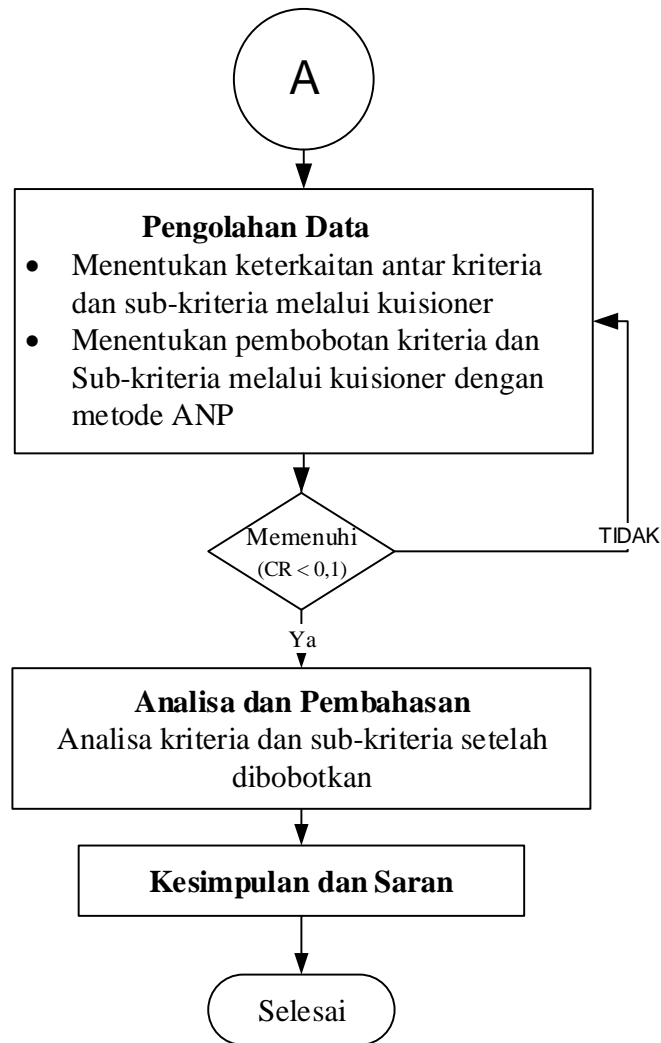 A
Pengolahan Data
• Menentukan keterkaitan antar kriteria
dan sub-kriteria melalui kuisioner
• Menentukan pembobotan kriteria dan
Sub-kriteria melalui kuisioner dengan
metode ANP
Memenuhi
(CR < 0,1)
TIDAK
Ya
Analisa dan Pembahasan
Analisa kriteria dan sub-kriteria setelah
dibobotkan
Kesimpulan dan Saran
Selesai